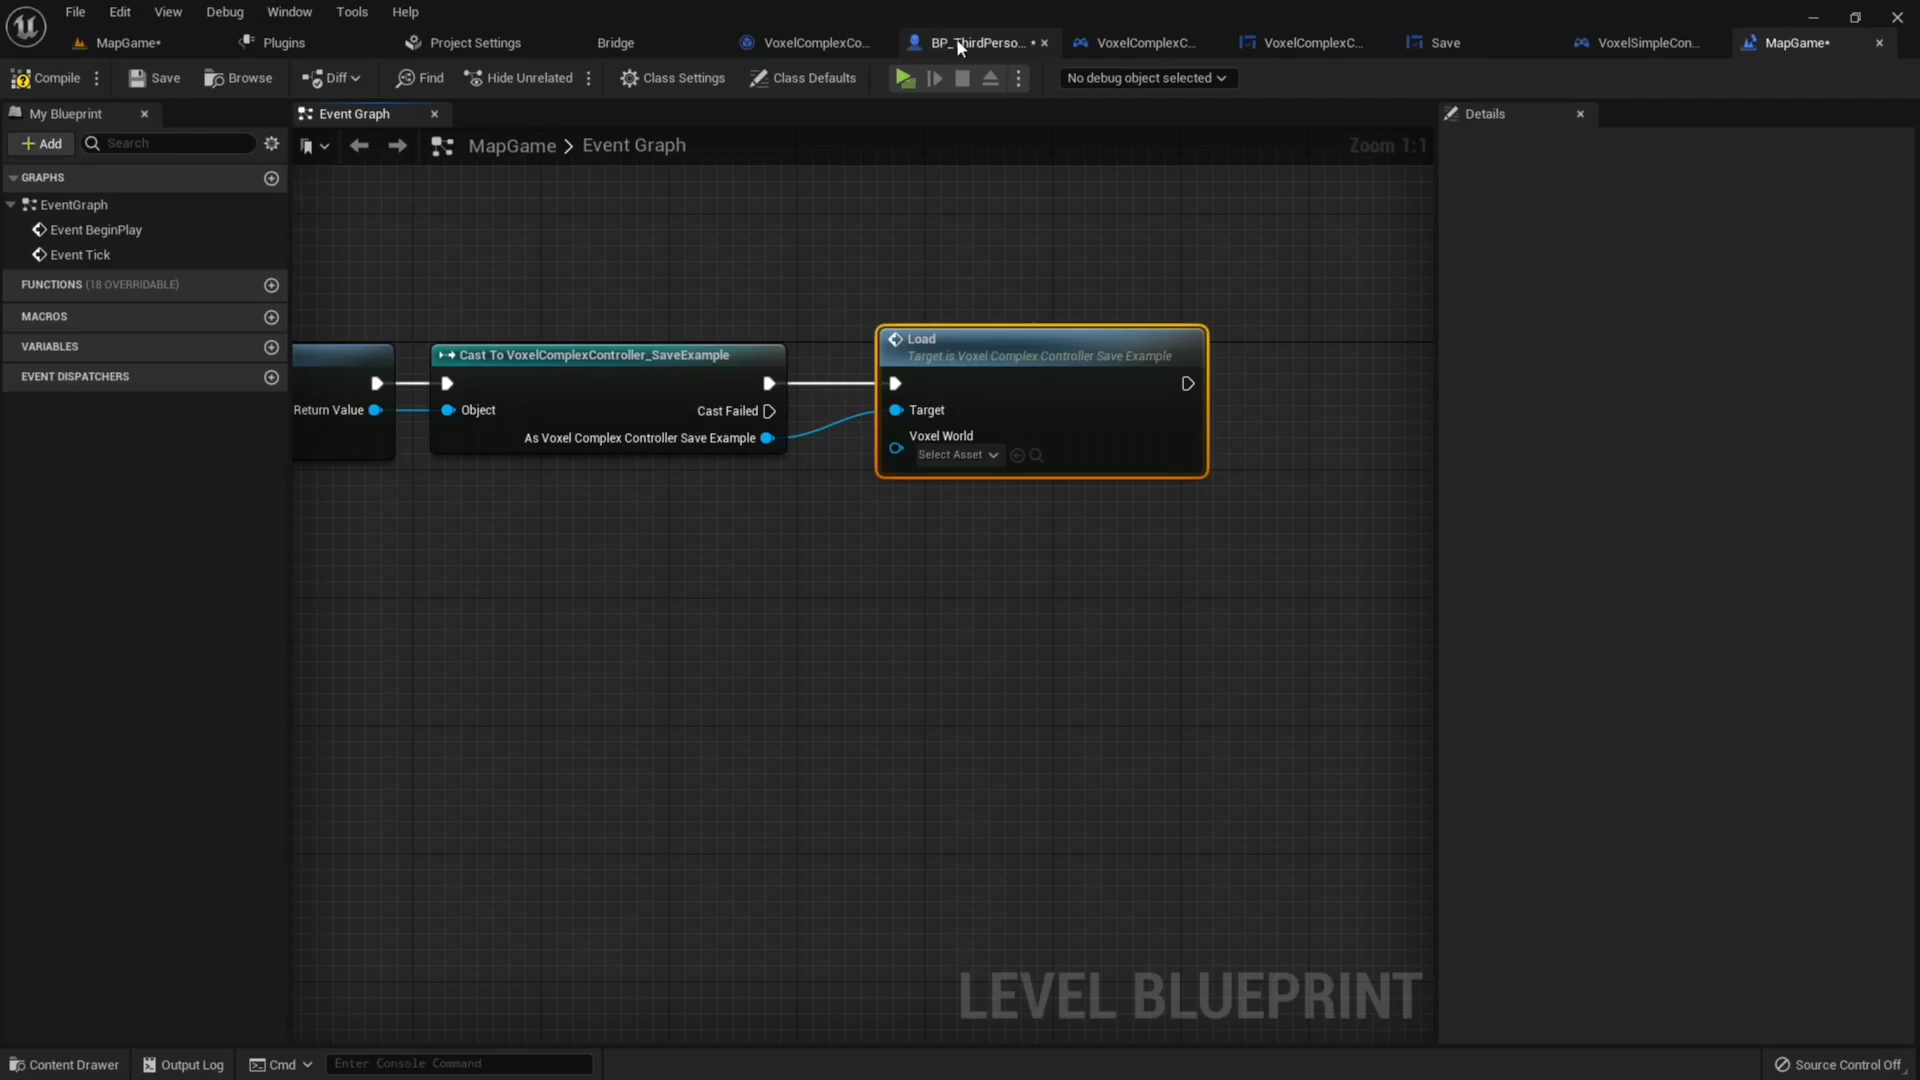 File Edit View Debug Window Tools Help
MapGame* Plugins Project Settings Bridge VoxelComplexCo... BP_ThirdPerso... * VoxelComplexC... VoxelComplexC... Save VoxelSimpleCon... MapGame*
Compile Save Browse Diff Find Hide Unrelated Class Settings Class Defaults No debug object selected
My Blueprint Event Graph Details
Add Search MapGame > Event Graph Zoom 1:1
GRAPHS
EventGraph
Event BeginPlay
Event Tick
FUNCTIONS (18 OVERRIDABLE)
MACROS
VARIABLES
EVENT DISPATCHERS
Return Value
Cast To VoxelComplexController_SaveExample
Object Cast Failed
As Voxel Complex Controller Save Example
Load
Target is Voxel Complex Controller Save Example
Target
Voxel World
Select Asset
LEVEL BLUEPRINT
Content Drawer Output Log Cmd Enter Console Command Source Control Off